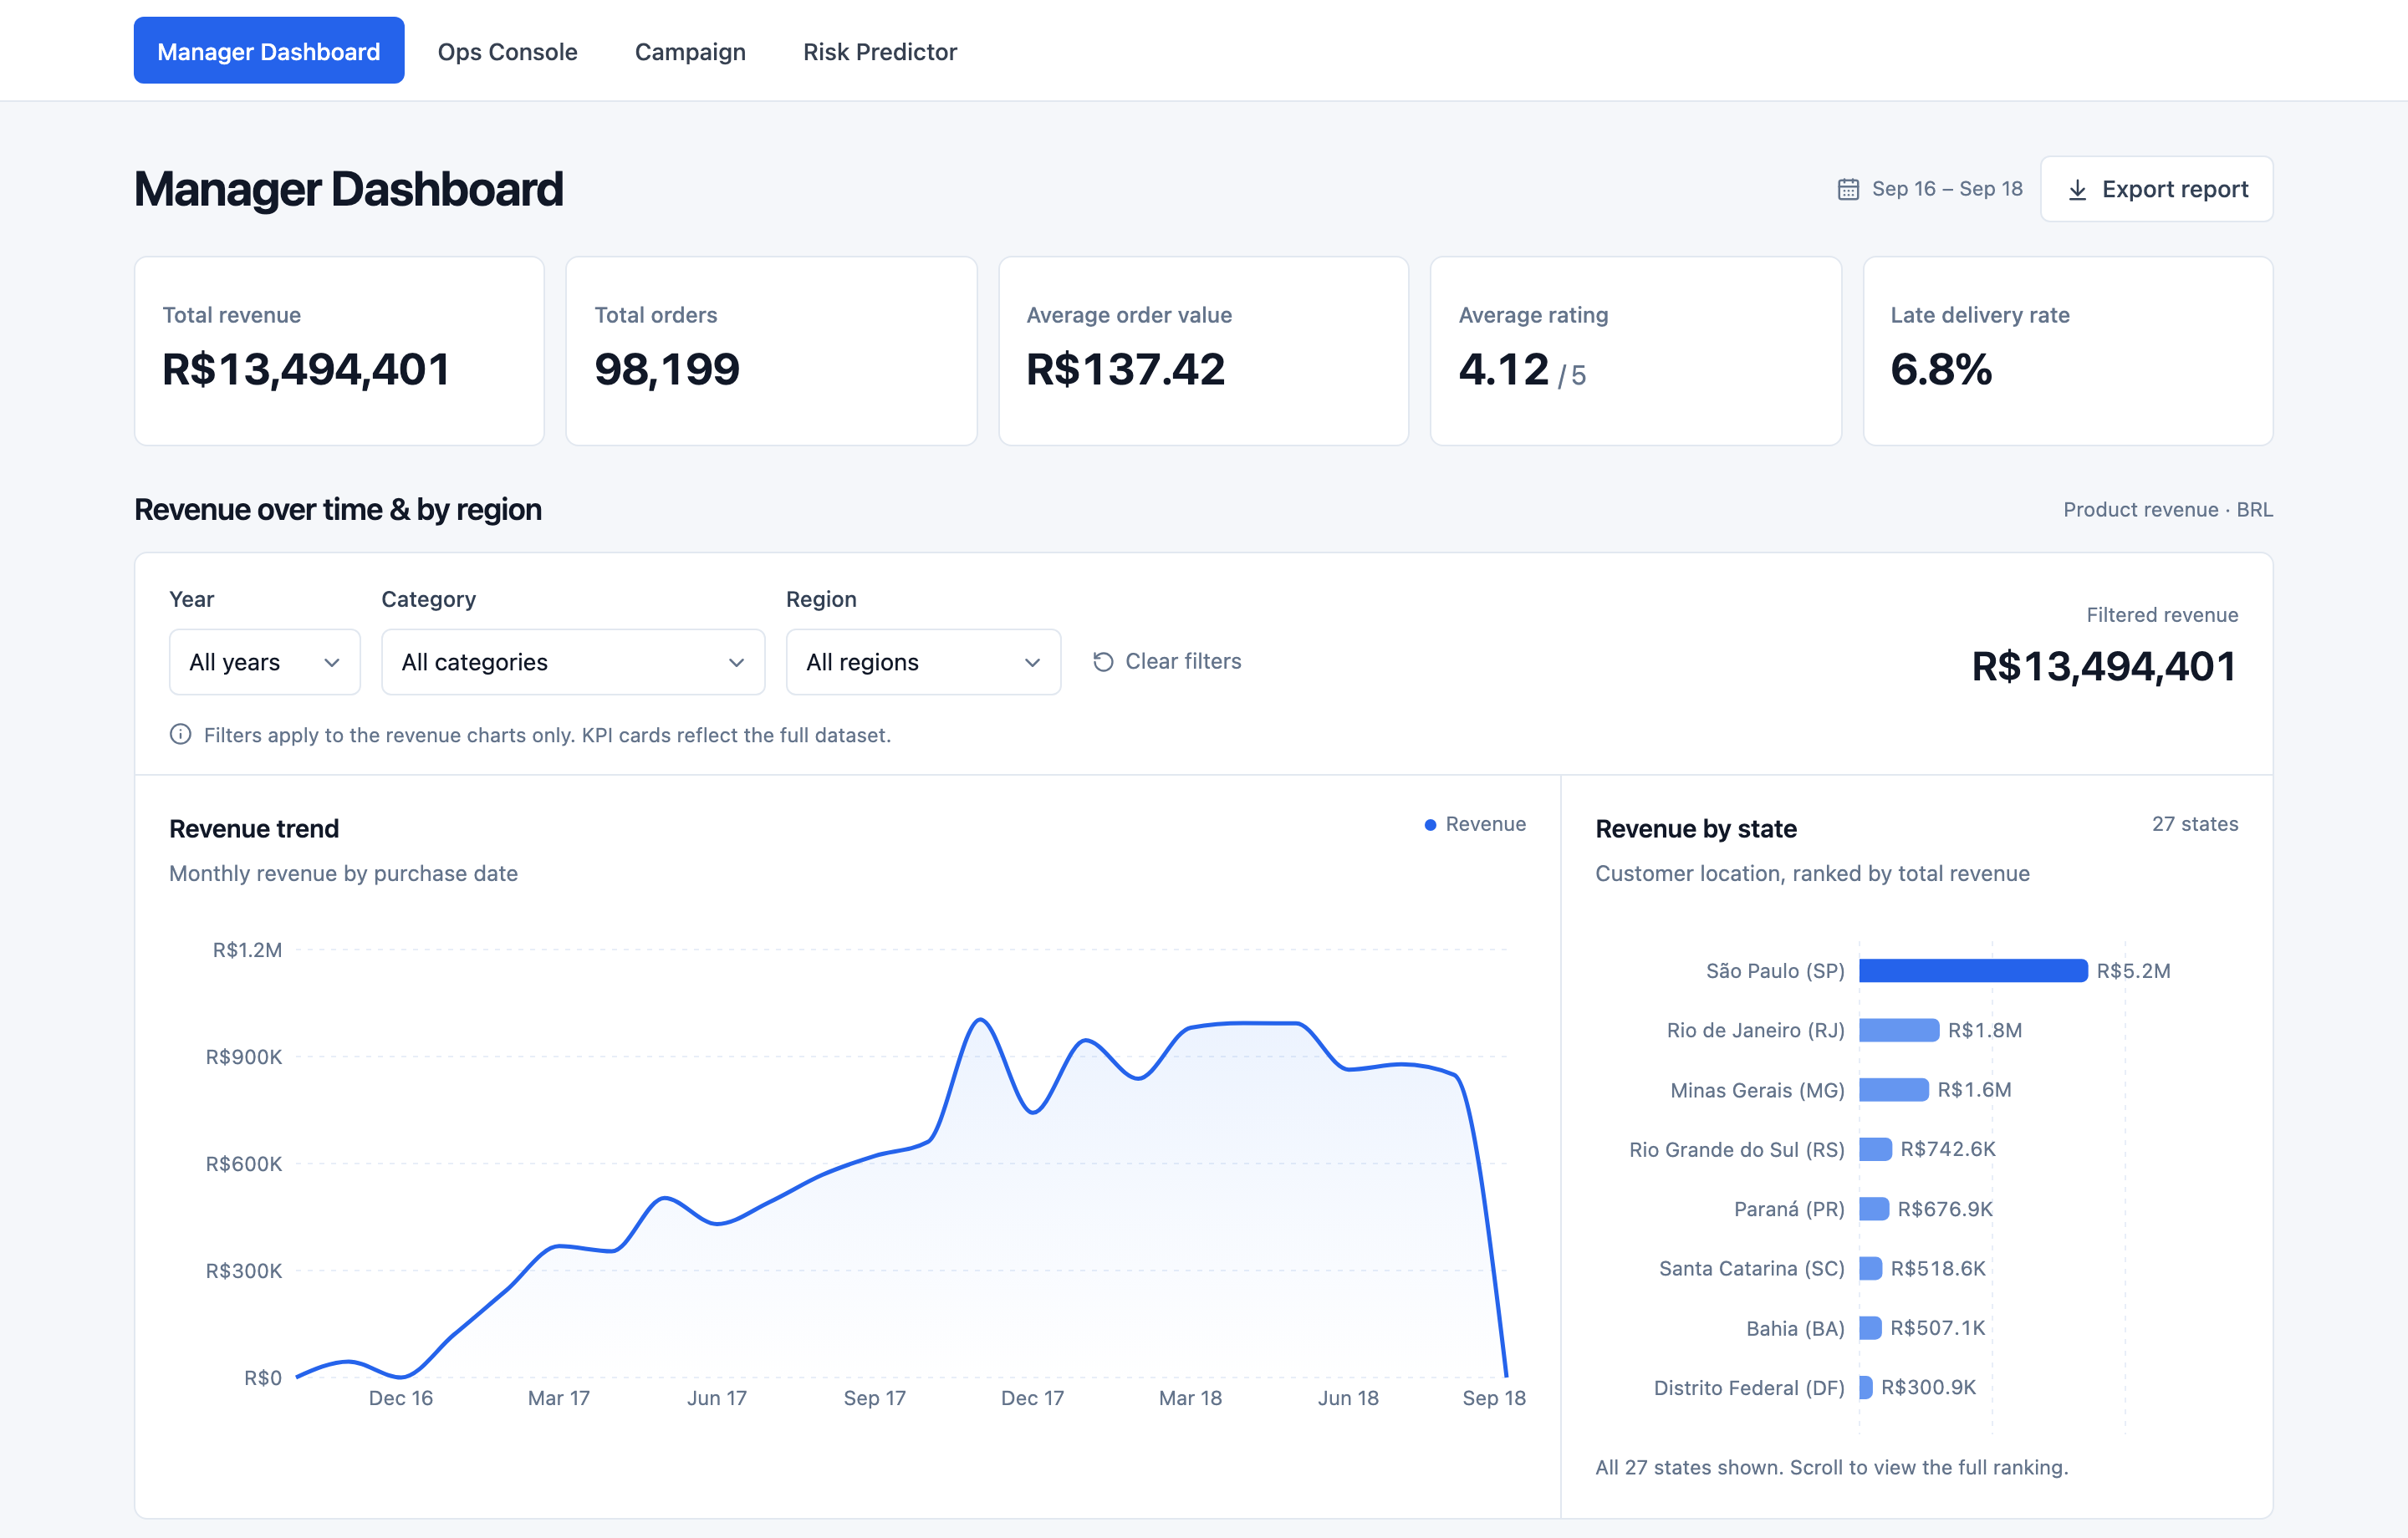 Manager Dashboard
Ops Console
Campaign
Risk Predictor
Manager Dashboard
Sep 16 – Sep 18
Export report
Total revenue
R$13,494,401
Total orders
98,199
Average order value
R$137.42
Average rating
4.12 / 5
Late delivery rate
6.8%
Revenue over time & by region
Product revenue · BRL
Year
All years
Category
All categories
Region
All regions
Clear filters
Filtered revenue
R$13,494,401
Filters apply to the revenue charts only. KPI cards reflect the full dataset.
Revenue trend
Revenue
Monthly revenue by purchase date
R$1.2M
R$900K
R$600K
R$300K
R$0
Dec 16
Mar 17
Jun 17
Sep 17
Dec 17
Mar 18
Jun 18
Sep 18
Revenue by state
27 states
Customer location, ranked by total revenue
São Paulo (SP) R$5.2M
Rio de Janeiro (RJ) R$1.8M
Minas Gerais (MG) R$1.6M
Rio Grande do Sul (RS) R$742.6K
Paraná (PR) R$676.9K
Santa Catarina (SC) R$518.6K
Bahia (BA) R$507.1K
Distrito Federal (DF) R$300.9K
All 27 states shown. Scroll to view the full ranking.